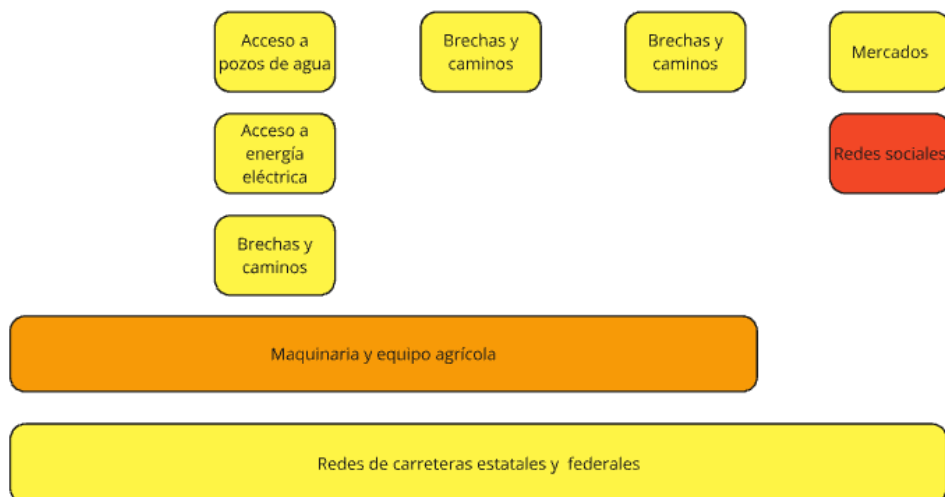 Acceso a
pozos de agua
Brechas y
caminos
Brechas y
caminos
Mercados
Acceso a
energía
eléctrica
Redes sociales
Brechas y
caminos
Maquinaria y equipo agrícola
Redes de carreteras estatales y federales